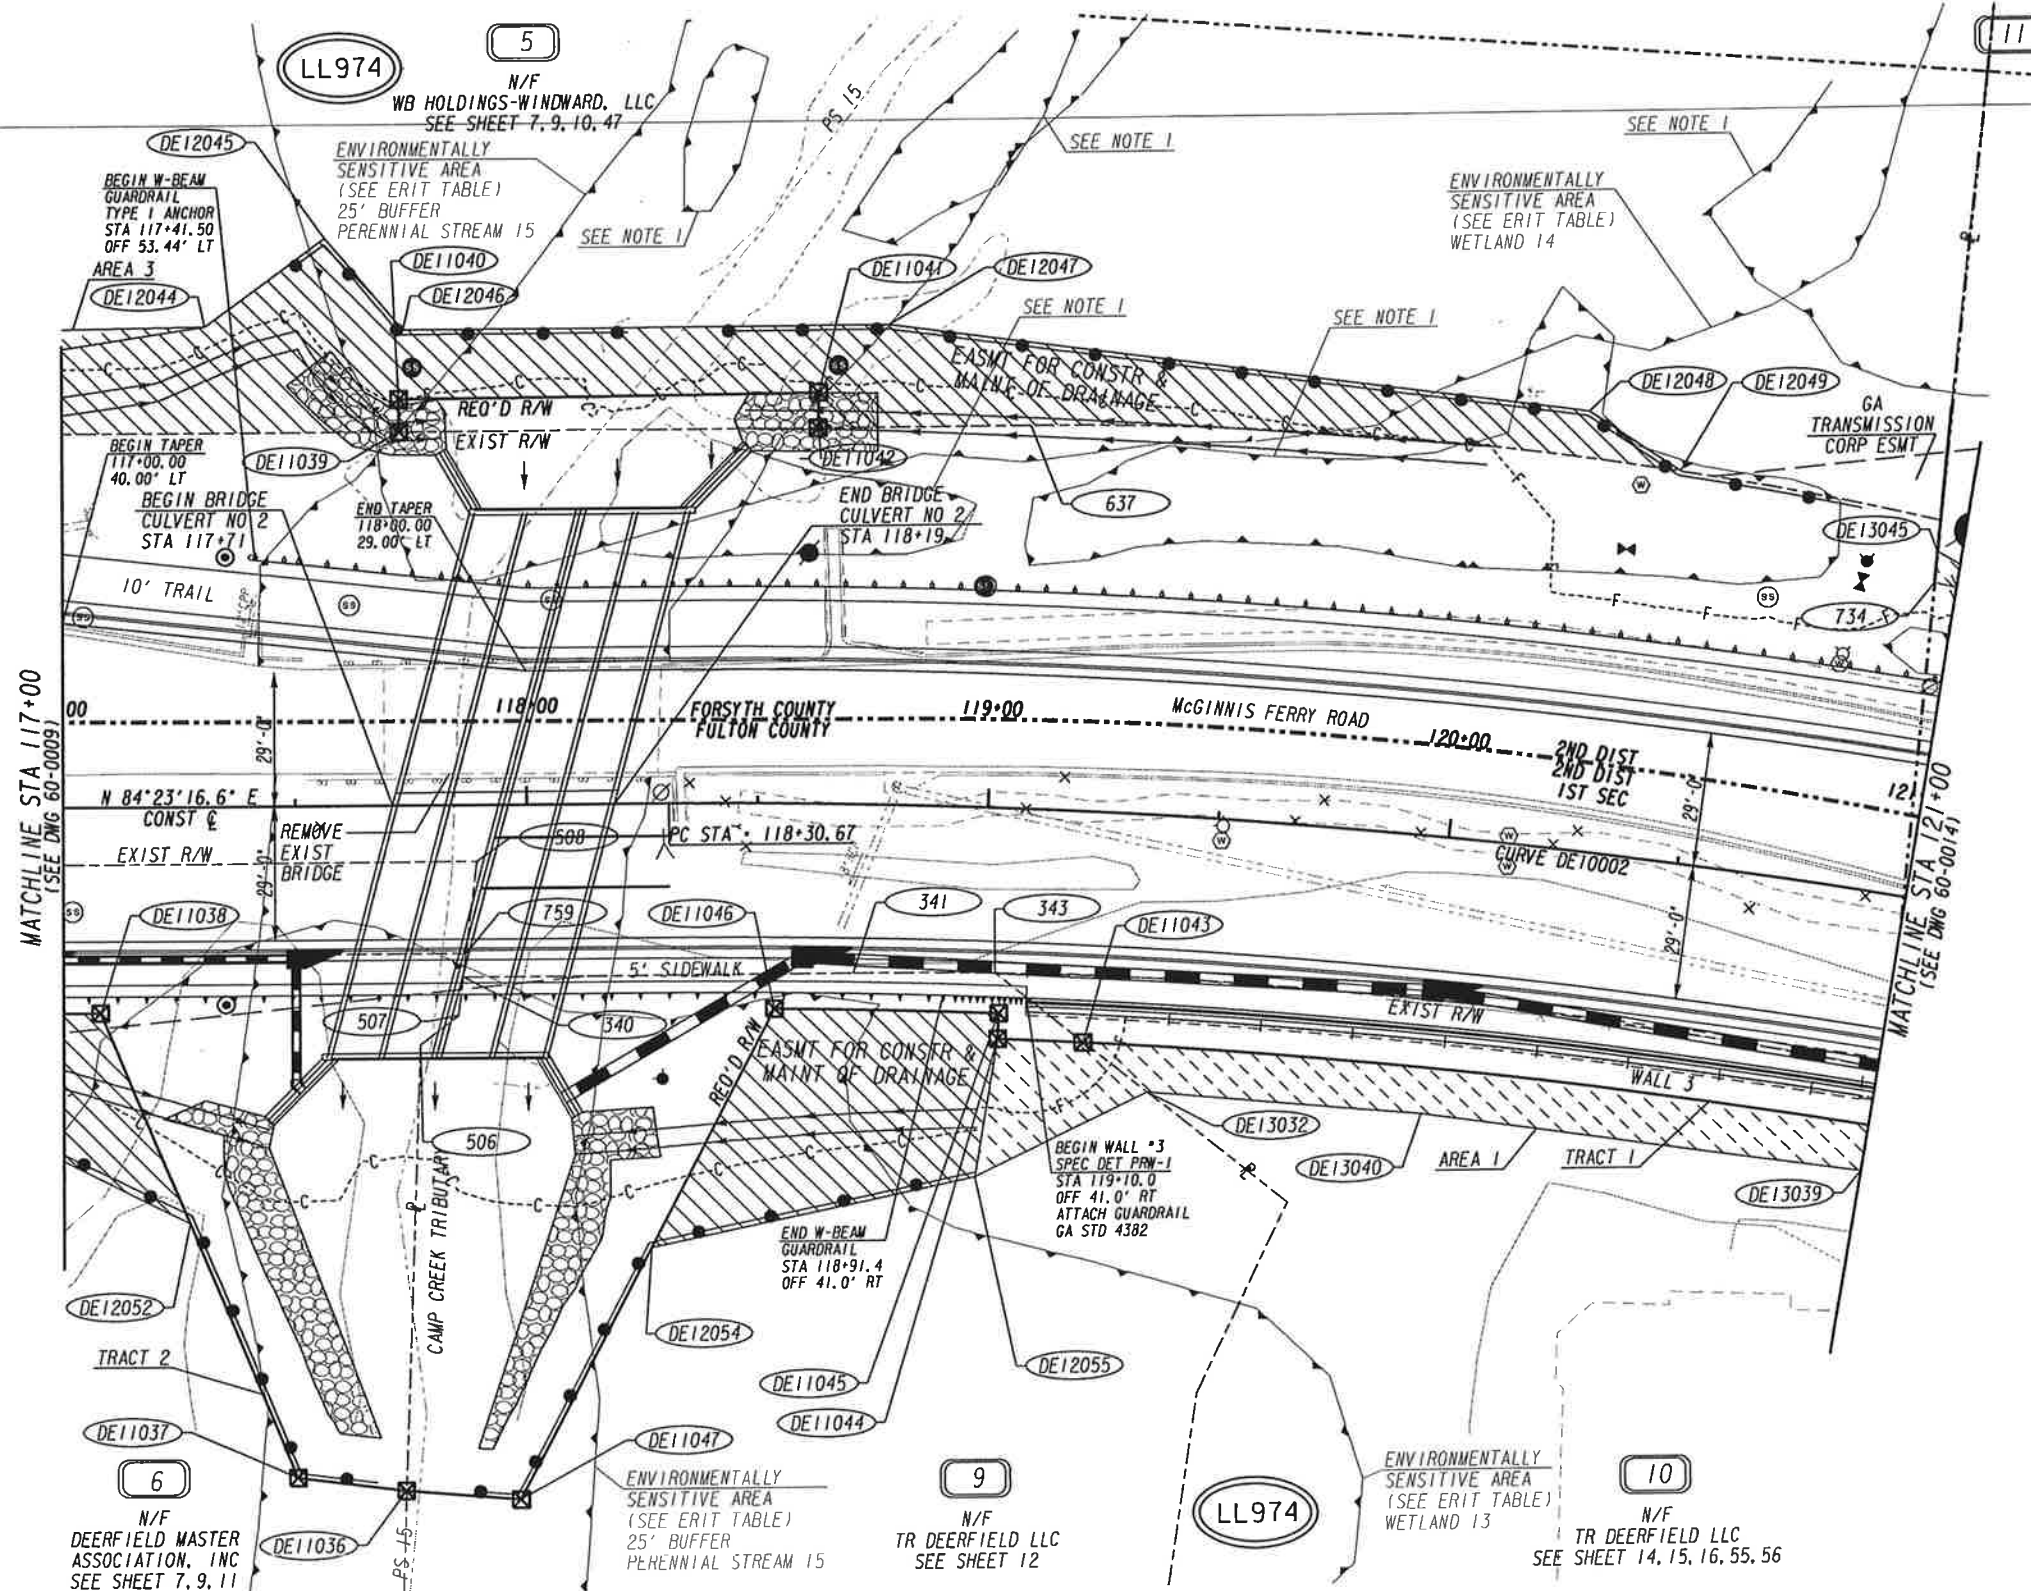 LL974
5
N/F
WB HOLDINGS-WINDWARD, LLC
SEE SHEET 7, 9, 10, 47
11
PS 15
DE12045
ENVIRONMENTALLY
SENSITIVE AREA
(SEE ERIT TABLE)
25' BUFFER
PERENNIAL STREAM 15
SEE NOTE 1
SEE NOTE 1
SEE NOTE 1
ENVIRONMENTALLY
SENSITIVE AREA
(SEE ERIT TABLE)
WETLAND 14
BEGIN W-BEAM
GUARDRAIL
TYPE 1 ANCHOR
STA 117+41.50
OFF 53.44' LT
AREA 3
DE12044
DE11040
DE12046
DE11041
DE12047
SEE NOTE 1
SEE NOTE 1
EASMT FOR CONSTR &
MAINT OF DRAINAGE
DE12048
DE12049
GA
TRANSMISSION
CORP ESMT
REQ'D R/W
EXIST R/W
DE11039
DE11042
BEGIN TAPER
117+00.00
40.00' LT
BEGIN BRIDGE
CULVERT NO 2
STA 117+71
END TAPER
118+00.00
29.00' LT
END BRIDGE
CULVERT NO 2
STA 118+19
637
DE13045
734
10' TRAIL
MATCHLINE STA 117+00
(SEE DWG 60-0009)
00
118+00
FORSYTH COUNTY
FULTON COUNTY
119+00
McGINNIS FERRY ROAD
120+00
2ND DIST
2ND DIST
1ST SEC
121+00
MATCHLINE STA 121+00
(SEE DWG 60-0014)
29'-0"
29'-0"
29'-0"
29'-0"
N 84°23'16.6" E
CONST ℄
EXIST R/W
REMOVE
EXIST
BRIDGE
508
PC STA = 118+30.67
CURVE DE10002
DE11038
759
DE11046
341
343
DE11043
5' SIDEWALK
507
340
EXIST R/W
REQ'D R/W
EASMT FOR CONSTR &
MAINT OF DRAINAGE
WALL 3
506
DE13032
DE13040
AREA 1
TRACT 1
DE13039
BEGIN WALL #3
SPEC DET PRW-1
STA 119+10.0
OFF 41.0' RT
ATTACH GUARDRAIL
GA STD 4382
END W-BEAM
GUARDRAIL
STA 118+91.4
OFF 41.0' RT
CAMP CREEK TRIBUTARY
DE12052
DE12054
TRACT 2
DE12055
DE11045
DE11044
DE11037
DE11047
6
N/F
DEERFIELD MASTER
ASSOCIATION, INC
SEE SHEET 7, 9, 11
DE11036
PS 15
ENVIRONMENTALLY
SENSITIVE AREA
(SEE ERIT TABLE)
25' BUFFER
PERENNIAL STREAM 15
9
N/F
TR DEERFIELD LLC
SEE SHEET 12
LL974
ENVIRONMENTALLY
SENSITIVE AREA
(SEE ERIT TABLE)
WETLAND 13
10
N/F
TR DEERFIELD LLC
SEE SHEET 14, 15, 16, 55, 56